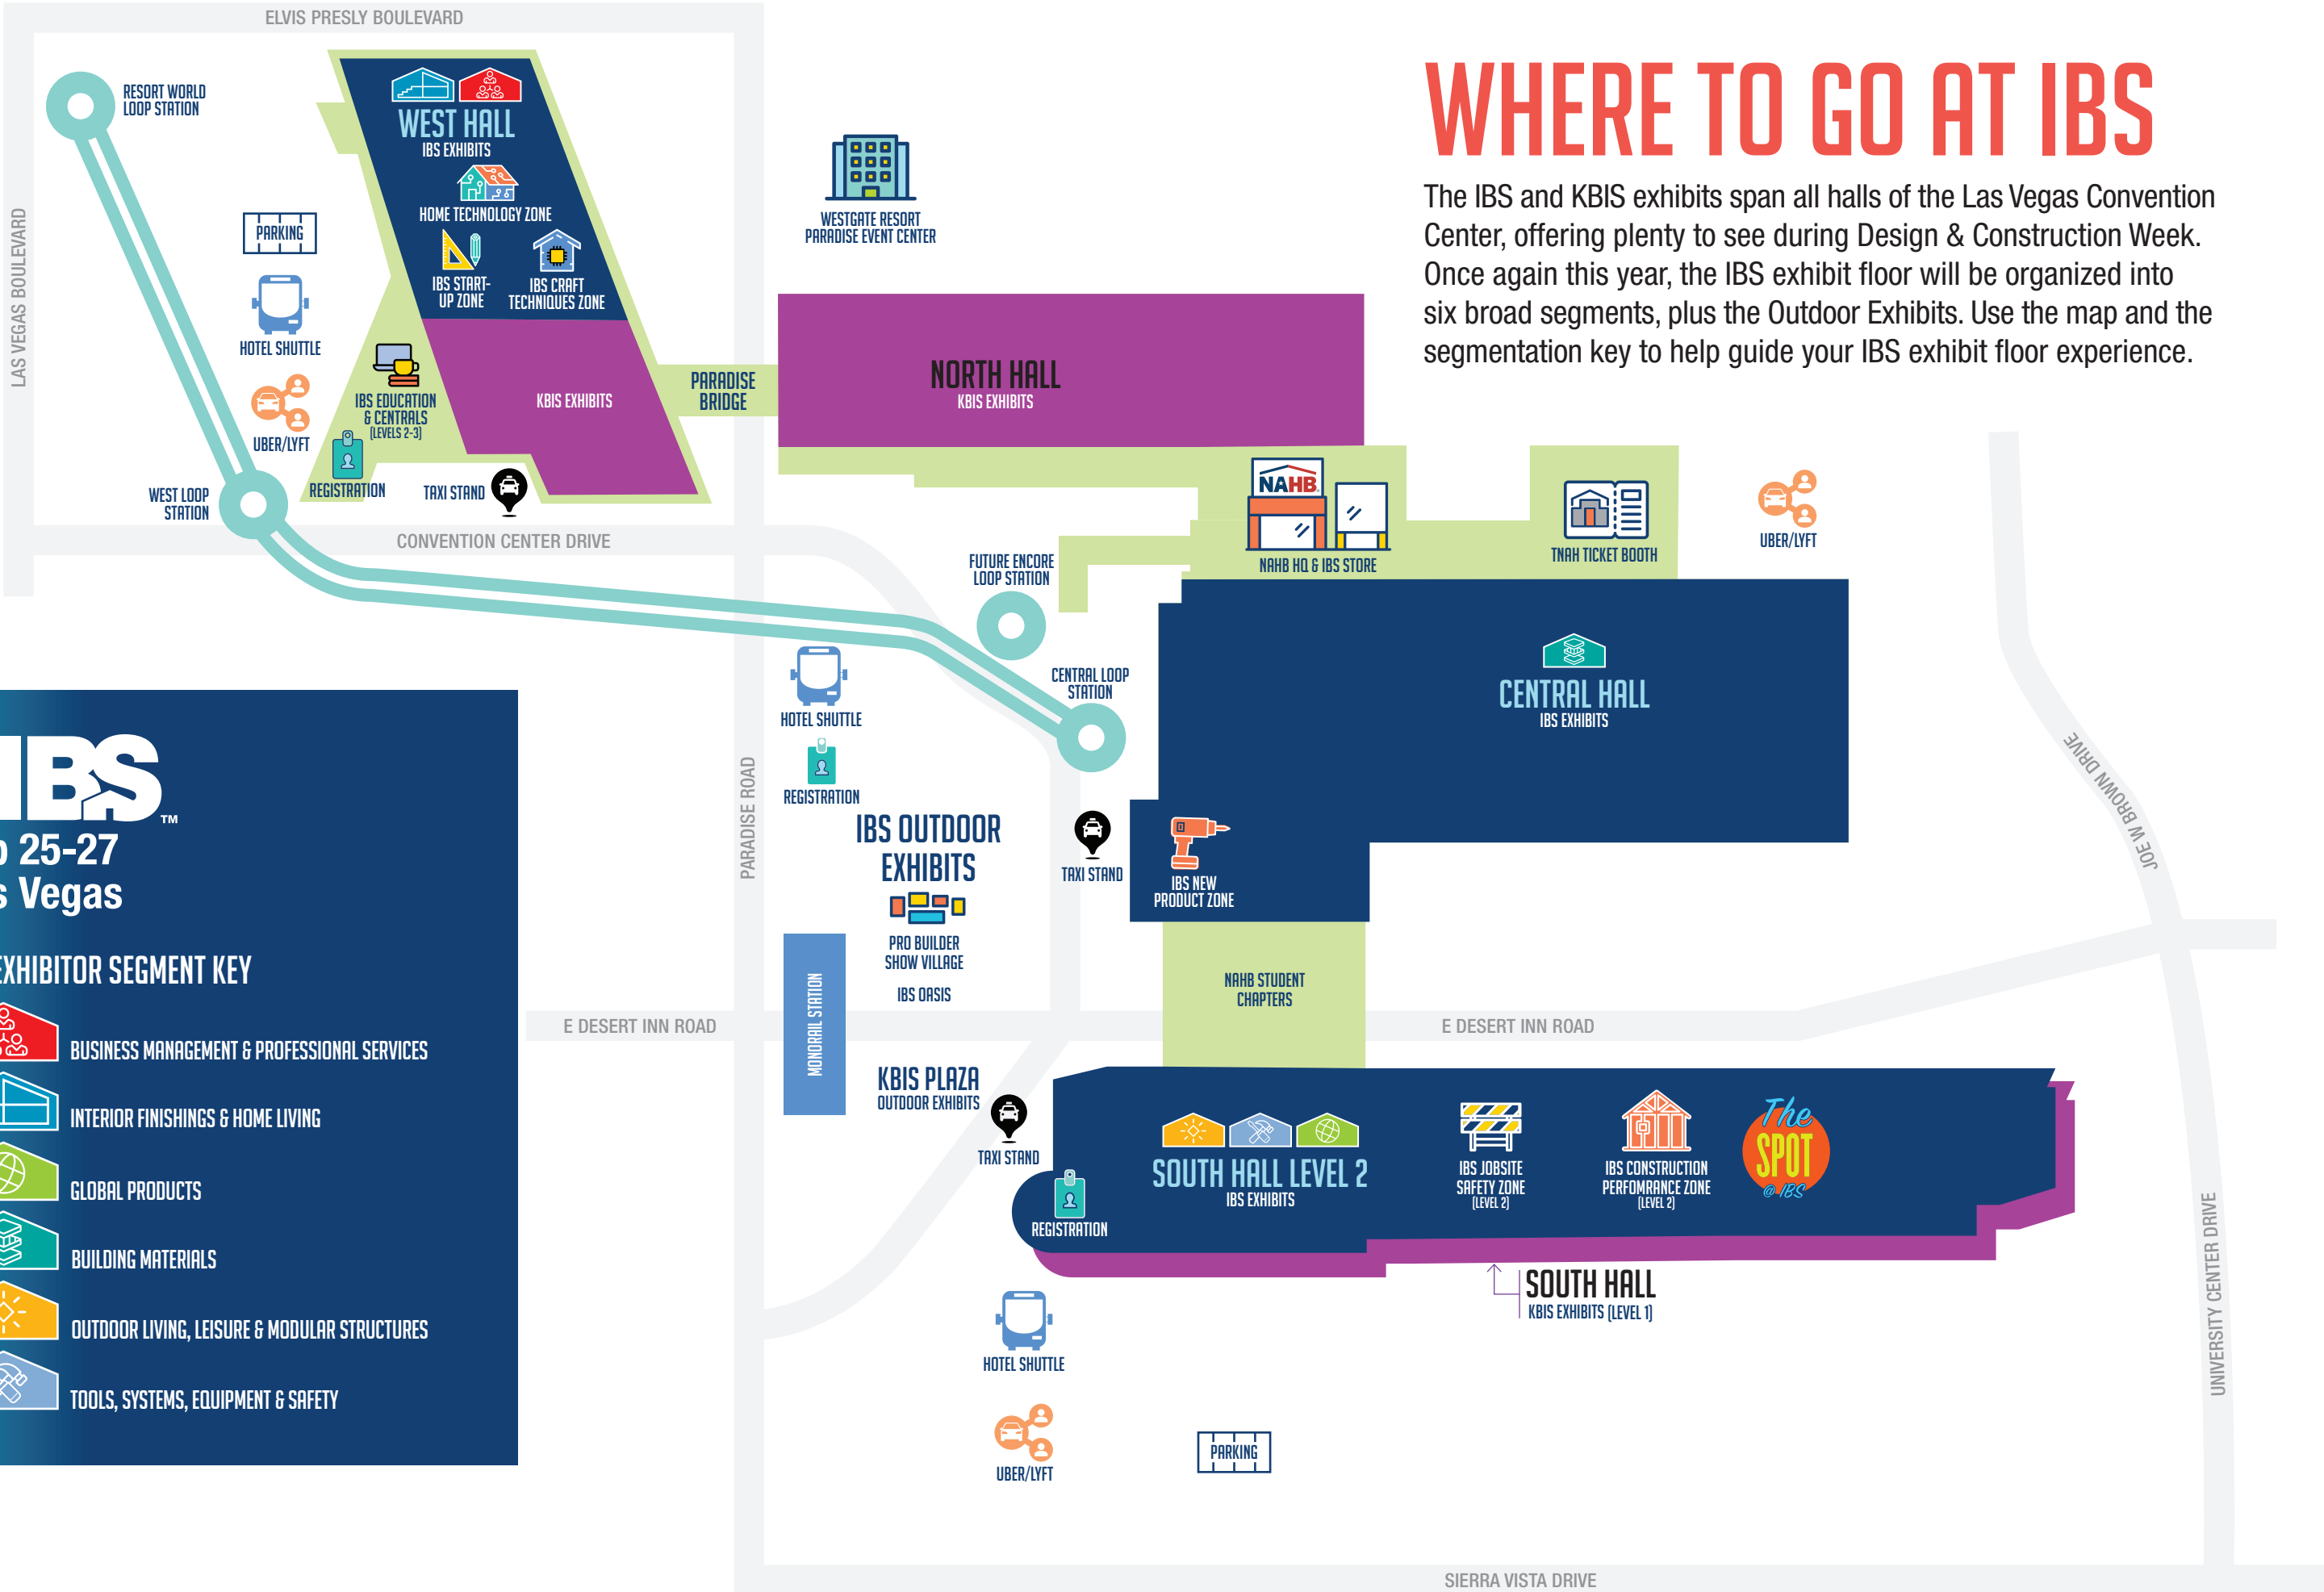 ELVIS PRESLY BOULEVARD
WHERE TO GO AT IBS
The IBS and KBIS exhibits span all halls of the Las Vegas Convention
Center, offering plenty to see during Design & Construction Week.
Once again this year, the IBS exhibit floor will be organized into
six broad segments, plus the Outdoor Exhibits. Use the map and the
segmentation key to help guide your IBS exhibit floor experience.
RESORT WORLD
LOOP STATION
LAS VEGAS BOULEVARD
WEST HALL
IBS EXHIBITS
HOME TECHNOLOGY ZONE
IBS START-
UP ZONE
IBS CRAFT
TECHNIQUES ZONE
PARKING
HOTEL SHUTTLE
UBER/LYFT
IBS EDUCATION
& CENTRALS
(LEVELS 2-3)
REGISTRATION
KBIS EXHIBITS
TAXI STAND
WEST LOOP
STATION
CONVENTION CENTER DRIVE
WESTGATE RESORT
PARADISE EVENT CENTER
PARADISE
BRIDGE
NORTH HALL
KBIS EXHIBITS
NAHB
NAHB HQ & IBS STORE
TNAH TICKET BOOTH
UBER/LYFT
FUTURE ENCORE
LOOP STATION
CENTRAL LOOP
STATION
HOTEL SHUTTLE
REGISTRATION
PARADISE ROAD
CENTRAL HALL
IBS EXHIBITS
JOE W BROWN DRIVE
IBS OUTDOOR
EXHIBITS
PRO BUILDER
SHOW VILLAGE
IBS OASIS
TAXI STAND
IBS NEW
PRODUCT ZONE
MONORAIL STATION
NAHB STUDENT
CHAPTERS
E DESERT INN ROAD
E DESERT INN ROAD
KBIS PLAZA
OUTDOOR EXHIBITS
TAXI STAND
REGISTRATION
SOUTH HALL LEVEL 2
IBS EXHIBITS
IBS JOBSITE
SAFETY ZONE
(LEVEL 2)
IBS CONSTRUCTION
PERFOMRANCE ZONE
(LEVEL 2)
The
SPOT
@ IBS
SOUTH HALL
KBIS EXHIBITS (LEVEL 1)
HOTEL SHUTTLE
UBER/LYFT
PARKING
UNIVERSITY CENTER DRIVE
SIERRA VISTA DRIVE
IBS TM
25-27
Vegas
EXHIBITOR SEGMENT KEY
BUSINESS MANAGEMENT & PROFESSIONAL SERVICES
INTERIOR FINISHINGS & HOME LIVING
GLOBAL PRODUCTS
BUILDING MATERIALS
OUTDOOR LIVING, LEISURE & MODULAR STRUCTURES
TOOLS, SYSTEMS, EQUIPMENT & SAFETY